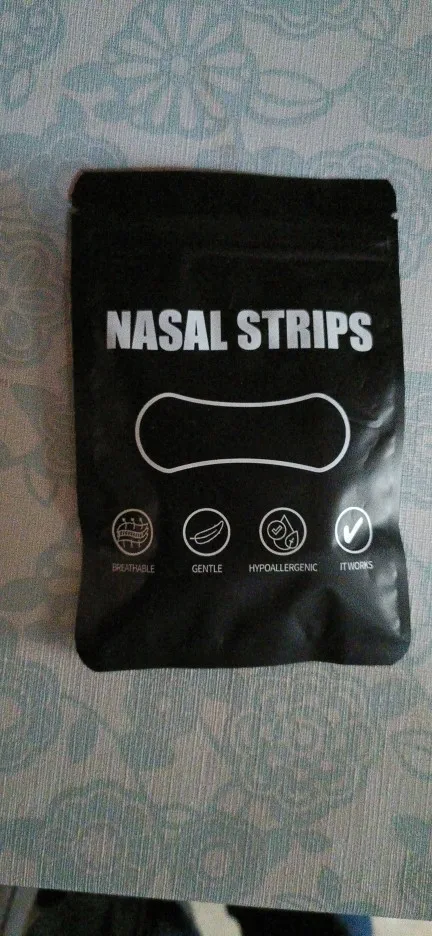 NASAL STRIPS
BREATHABLE GENTLE HYPOALLERGENIC IT WORKS